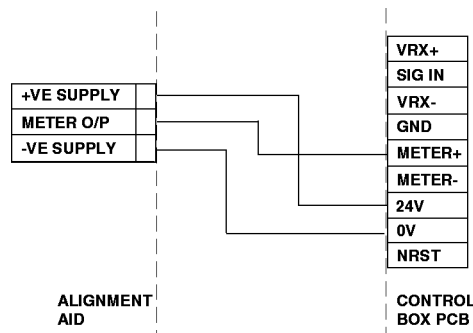 +VE SUPPLY
METER O/P
-VE SUPPLY
VRX+
SIG IN
VRX-
GND
METER+
METER-
24V
0V
NRST
ALIGNMENT
AID
CONTROL
BOX PCB